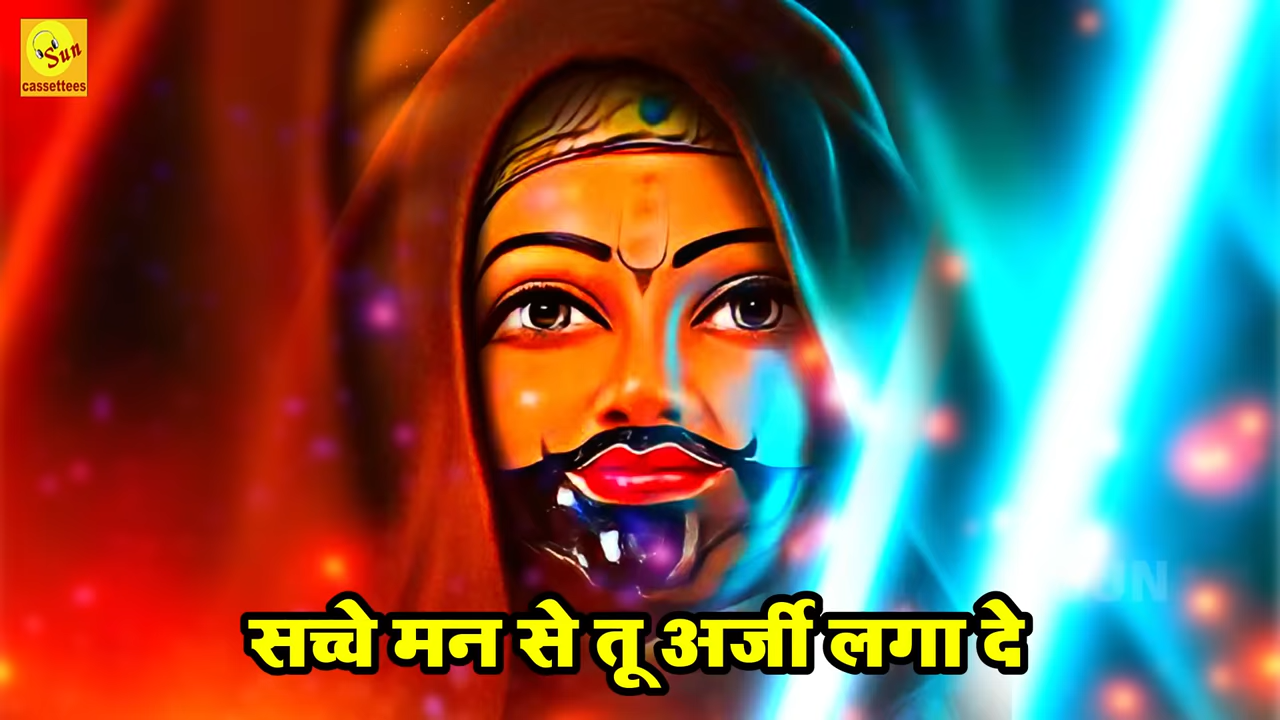 Sun
cassettees
सच्चे मन से तू अर्जी लगा दे